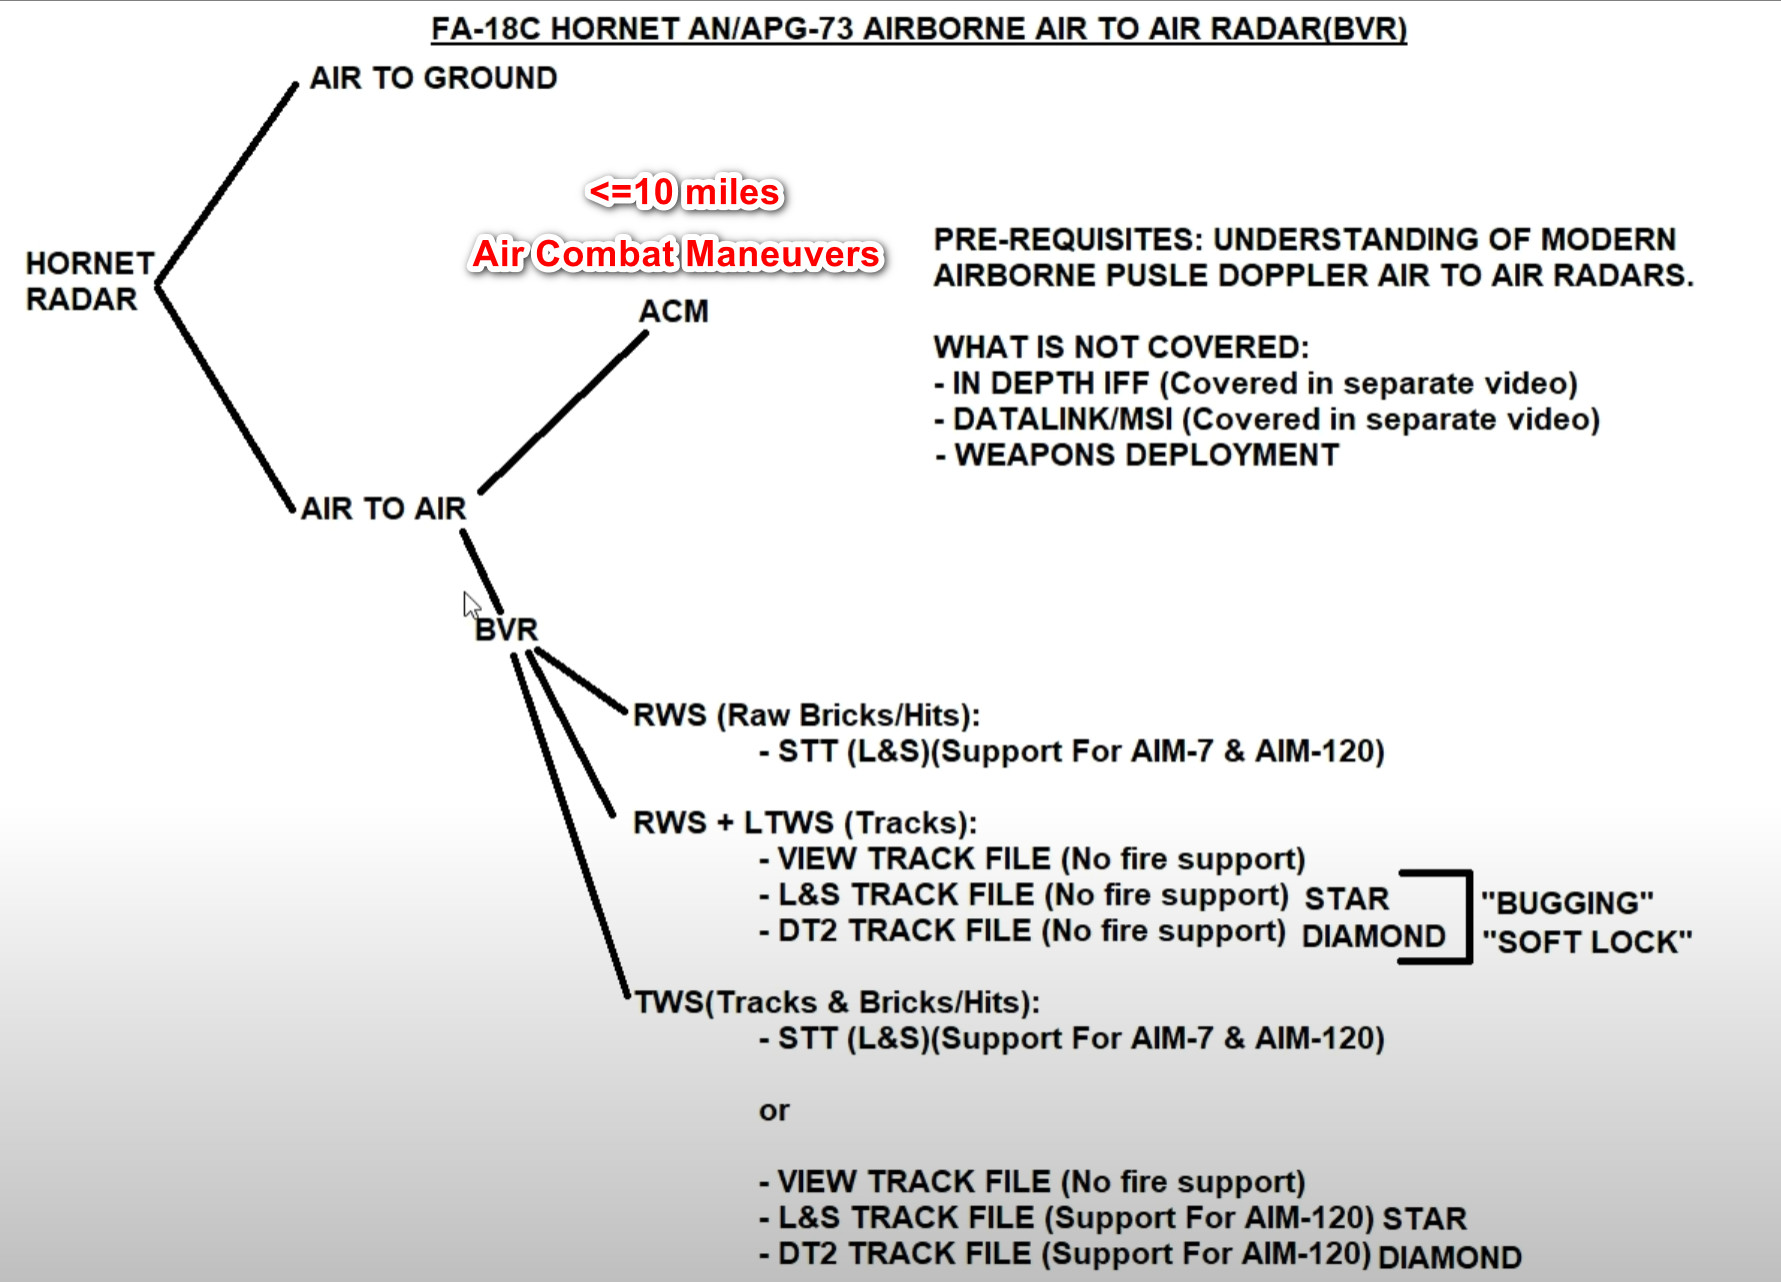 FA-18C HORNET AN/APG-73 AIRBORNE AIR TO AIR RADAR(BVR)
AIR TO GROUND
<=10 miles
Air Combat Maneuvers
HORNET
RADAR
ACM
AIR TO AIR
BVR
PRE-REQUISITES: UNDERSTANDING OF MODERN
AIRBORNE PUSLE DOPPLER AIR TO AIR RADARS.
WHAT IS NOT COVERED:
- IN DEPTH IFF (Covered in separate video)
- DATALINK/MSI (Covered in separate video)
- WEAPONS DEPLOYMENT
RWS (Raw Bricks/Hits):
- STT (L&S)(Support For AIM-7 & AIM-120)
RWS + LTWS (Tracks):
- VIEW TRACK FILE (No fire support)
- L&S TRACK FILE (No fire support) STAR
- DT2 TRACK FILE (No fire support) DIAMOND
"BUGGING"
"SOFT LOCK"
TWS(Tracks & Bricks/Hits):
- STT (L&S)(Support For AIM-7 & AIM-120)
or
- VIEW TRACK FILE (No fire support)
- L&S TRACK FILE (Support For AIM-120) STAR
- DT2 TRACK FILE (Support For AIM-120) DIAMOND